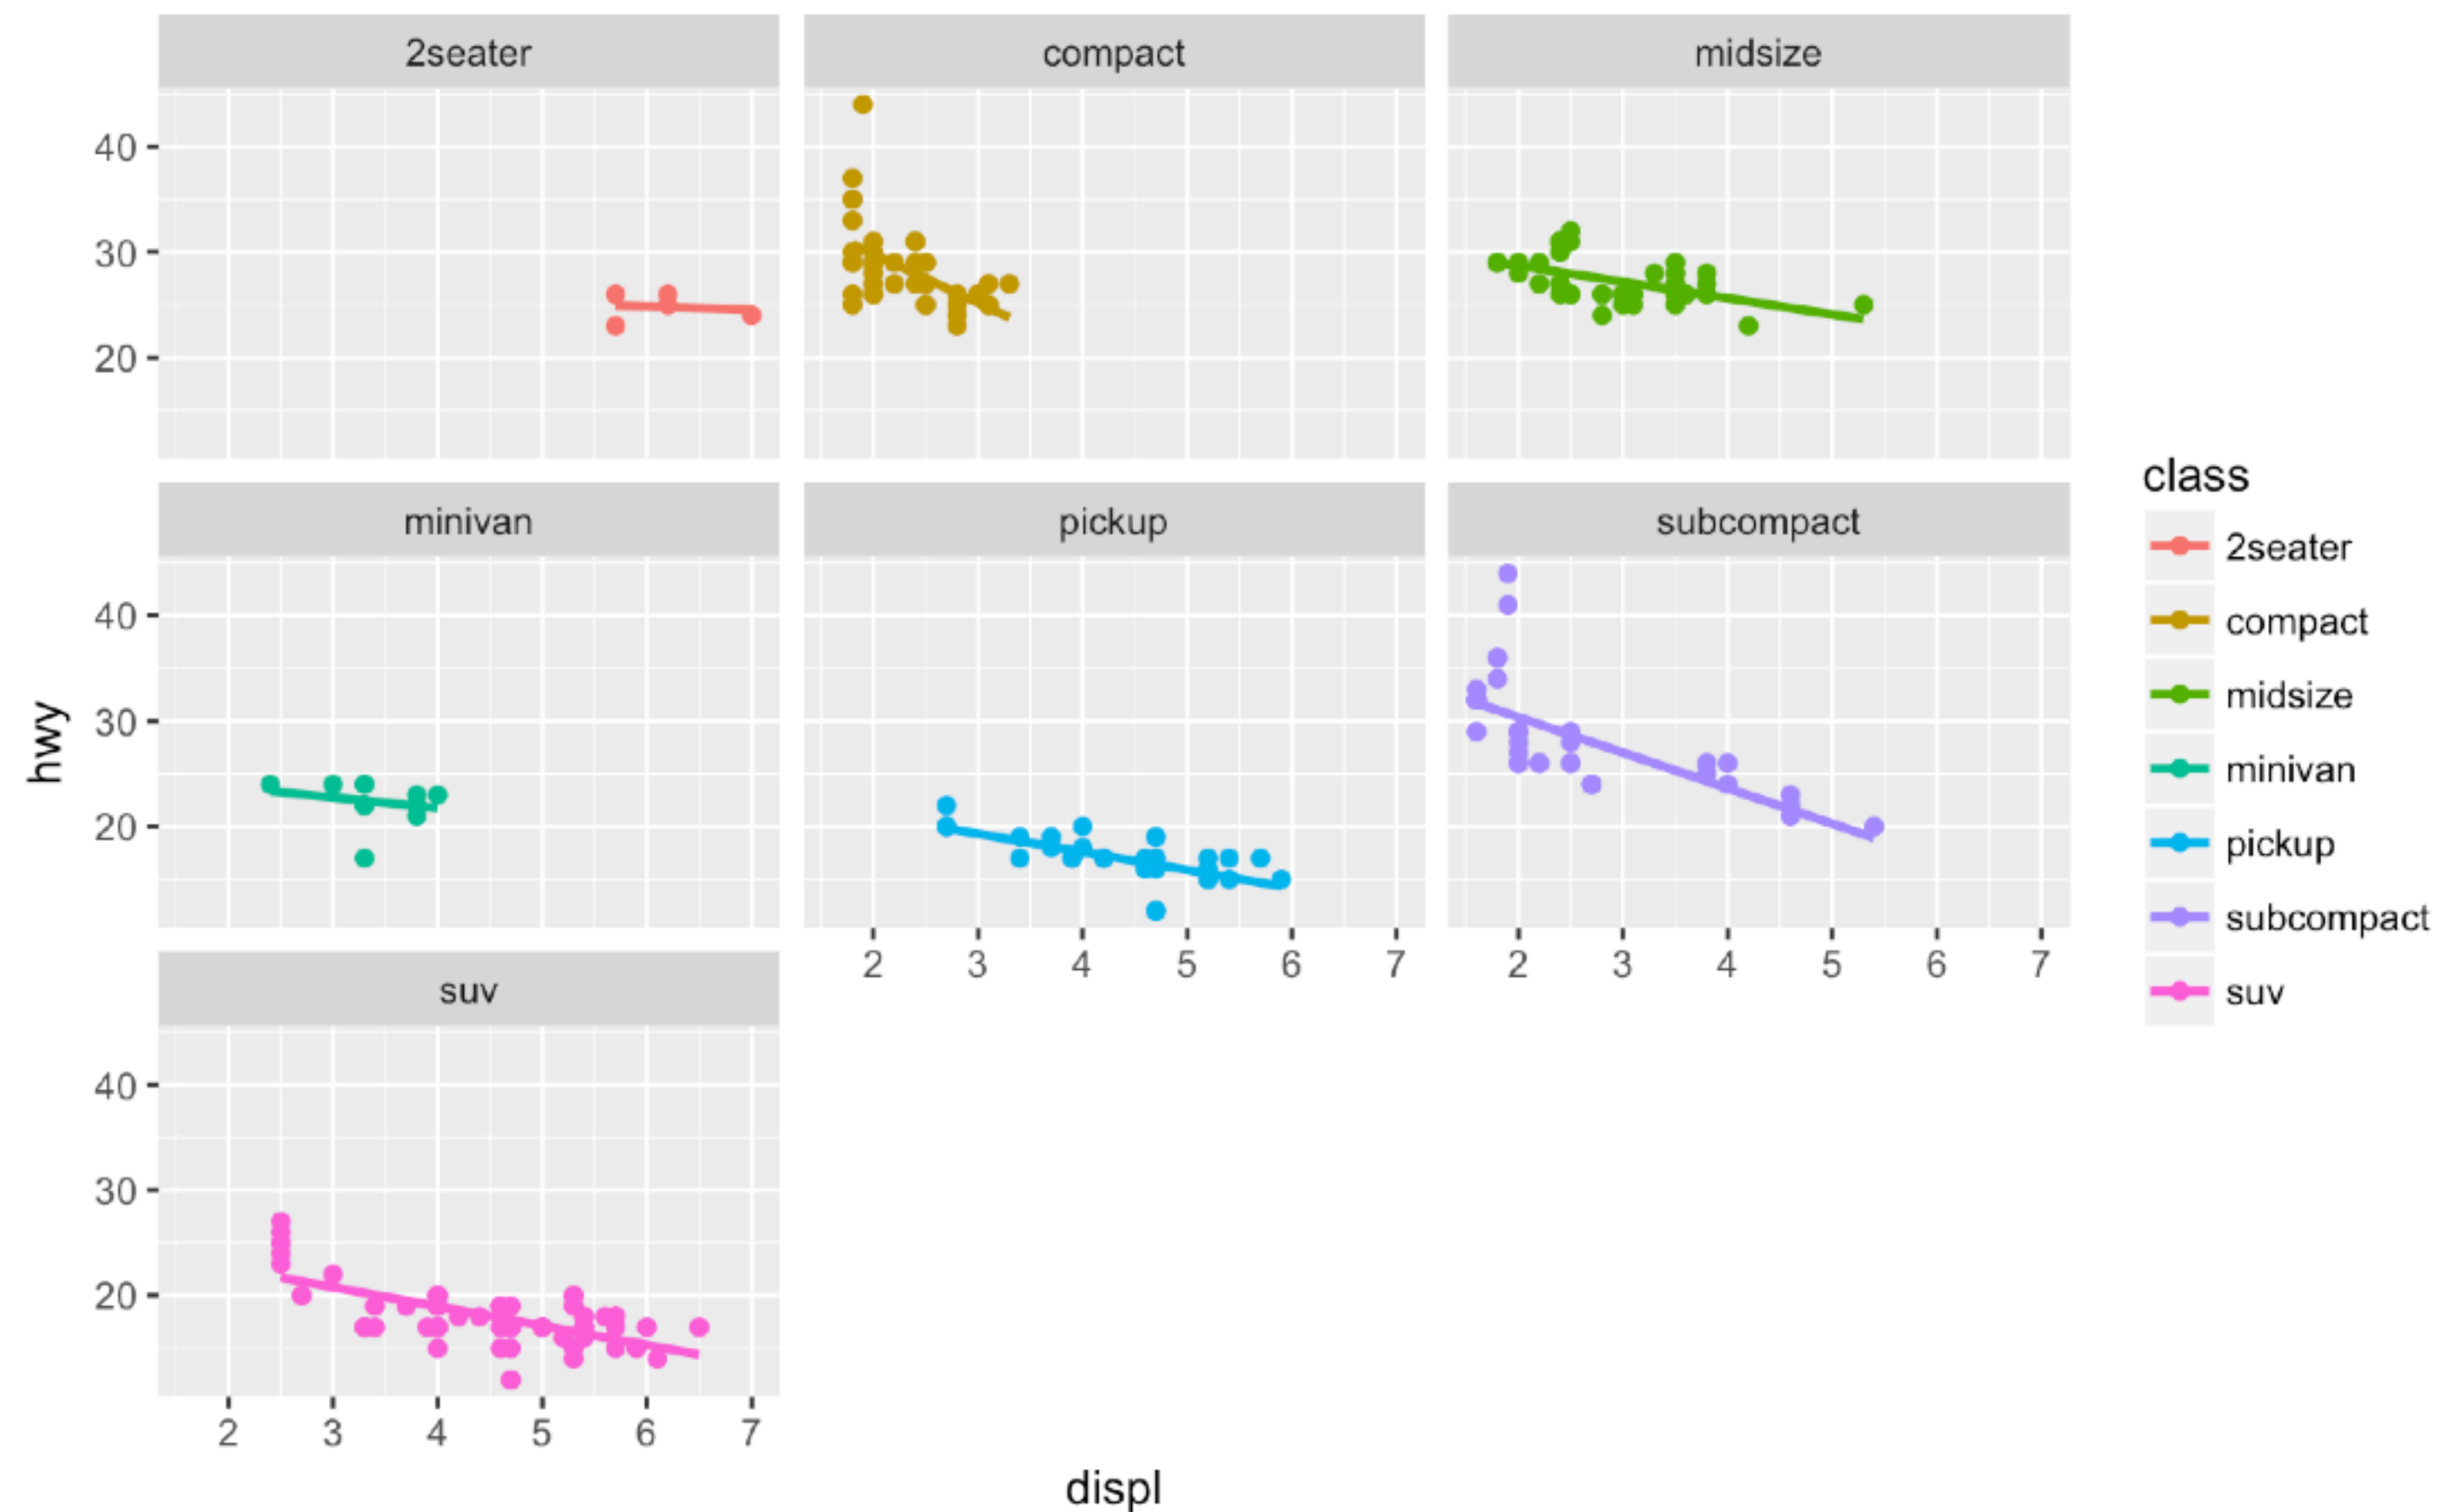 2seater
compact
midsize
40
30
20
minivan
pickup
subcompact
40
30
20
2 3 4 5 6 7
2 3 4 5 6 7
suv
40
30
20
2 3 4 5 6 7
hwy
displ
class
2seater
compact
midsize
minivan
pickup
subcompact
suv